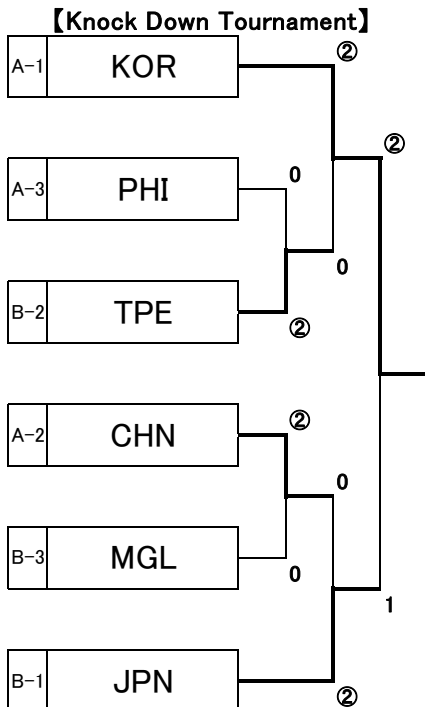 【Knock Down Tournament】
A-1 KOR
②
②
A-3 PHI
0
0
B-2 TPE
②
A-2 CHN
②
0
B-3 MGL
0
1
B-1 JPN
②